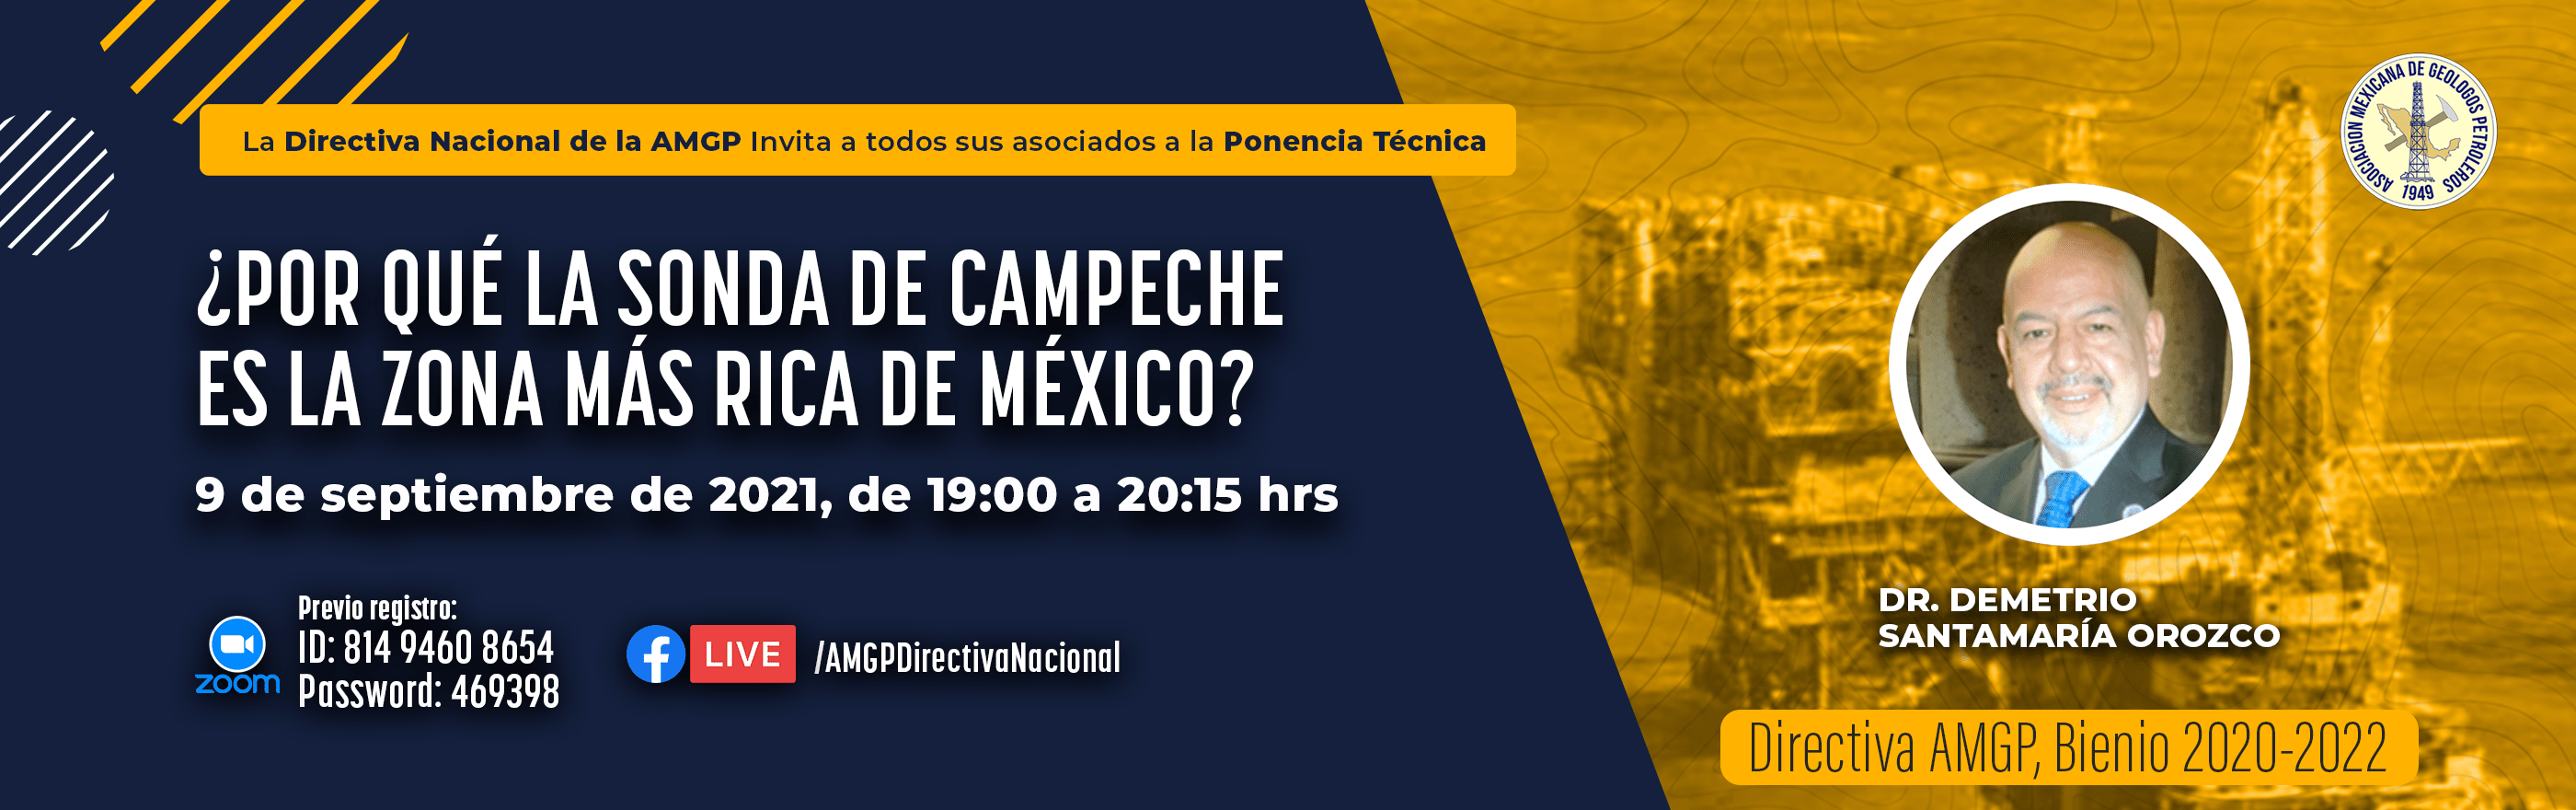 La Directiva Nacional de la AMGP Invita a todos sus asociados a la Ponencia Técnica
¿POR QUÉ LA SONDA DE CAMPECHE
ES LA ZONA MÁS RICA DE MÉXICO?
9 de septiembre de 2021, de 19:00 a 20:15 hrs
zoom
Previo registro:
ID: 814 9460 8654
Password: 469398
LIVE
/AMGPDirectivaNacional
ASOCIACION MEXICANA DE GEOLOGOS PETROLEROS
1949
DR. DEMETRIO
SANTAMARÍA OROZCO
Directiva AMGP, Bienio 2020-2022